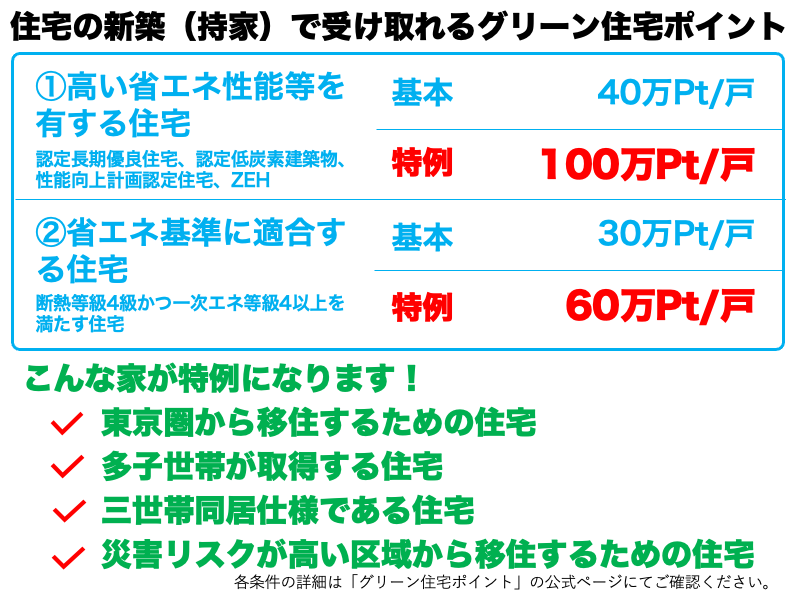 住宅の新築（持家）で受け取れるグリーン住宅ポイント
①高い省エネ性能等を
有する住宅
認定長期優良住宅、認定低炭素建築物、
性能向上計画認定住宅、ZEH
基本 40万Pt/戸
特例 100万Pt/戸
②省エネ基準に適合す
る住宅
断熱等級4級かつ一次エネ等級4以上を
満たす住宅
基本 30万Pt/戸
特例 60万Pt/戸
こんな家が特例になります！
東京圏から移住するための住宅
多子世帯が取得する住宅
三世帯同居仕様である住宅
災害リスクが高い区域から移住するための住宅
各条件の詳細は「グリーン住宅ポイント」の公式ページにてご確認ください。